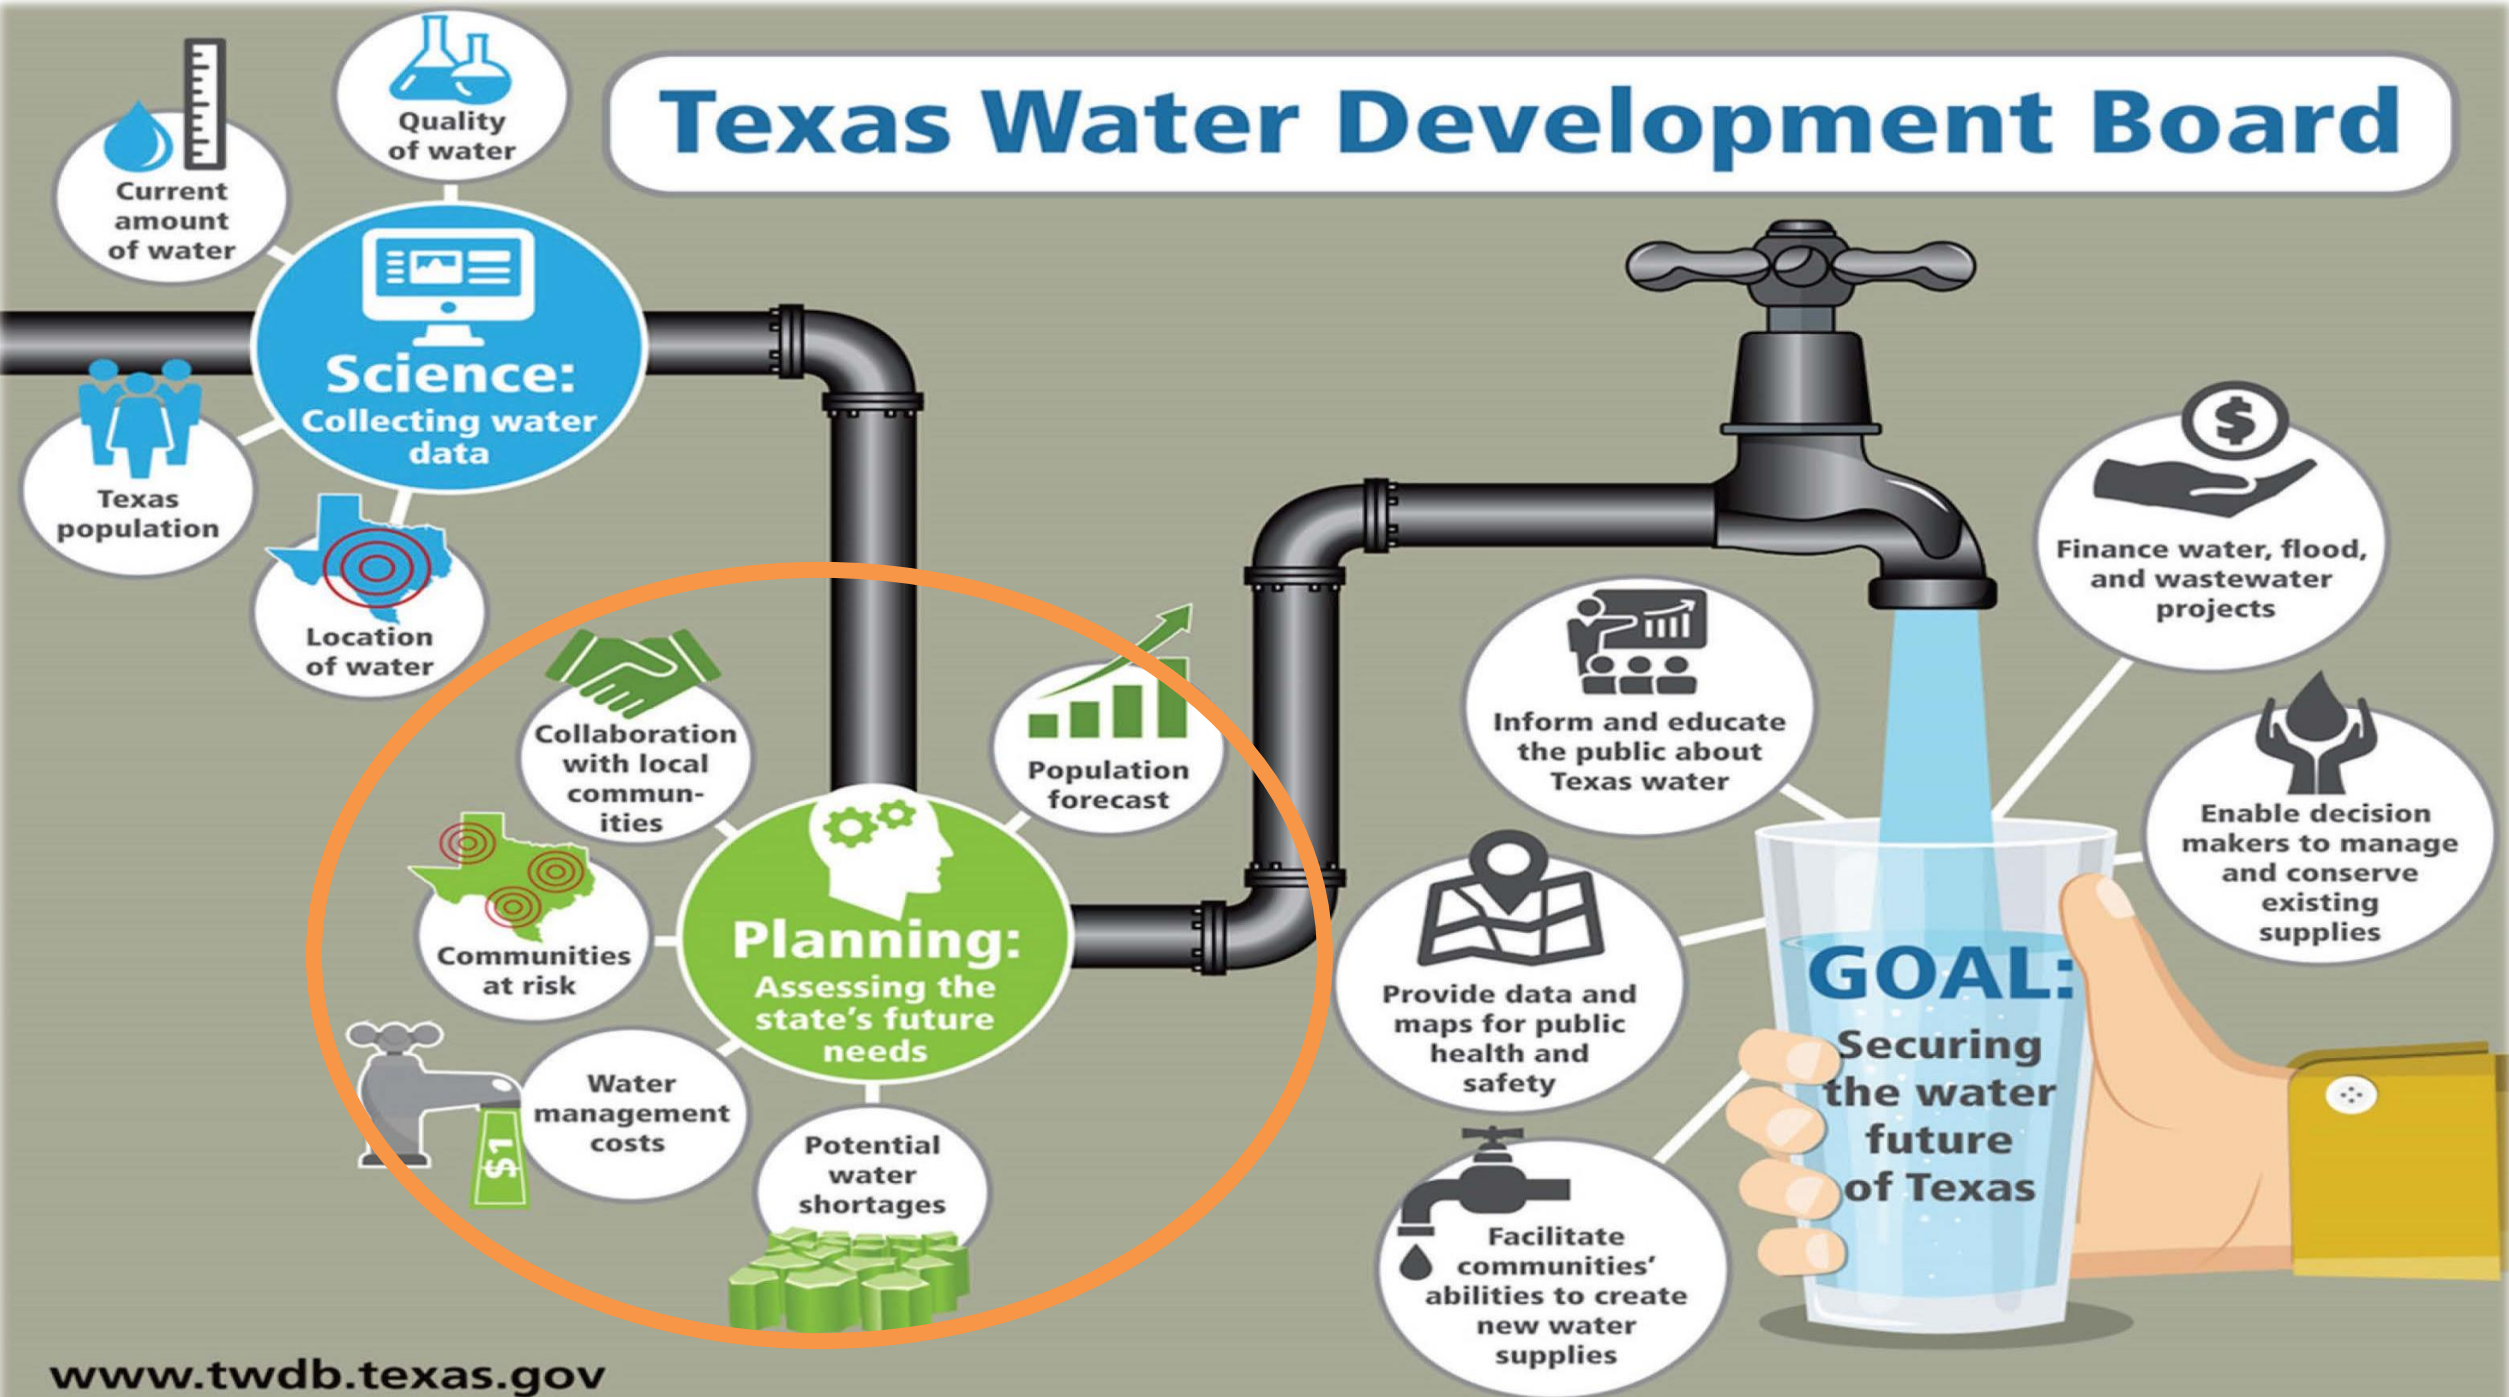 Texas Water Development Board
Quality
of water
Current
amount
of water
Science:
Collecting water
data
Texas
population
Location
of water
Collaboration
with local
commun-
ities
Population
forecast
Communities
at risk
Planning:
Assessing the
state’s future
needs
Water
management
costs
$1
Potential
water
shortages
$
Finance water, flood,
and wastewater
projects
Inform and educate
the public about
Texas water
Enable decision
makers to manage
and conserve
existing
supplies
Provide data and
maps for public
health and
safety
Facilitate
communities’
abilities to create
new water
supplies
GOAL:
Securing
the water
future
of Texas
www.twdb.texas.gov